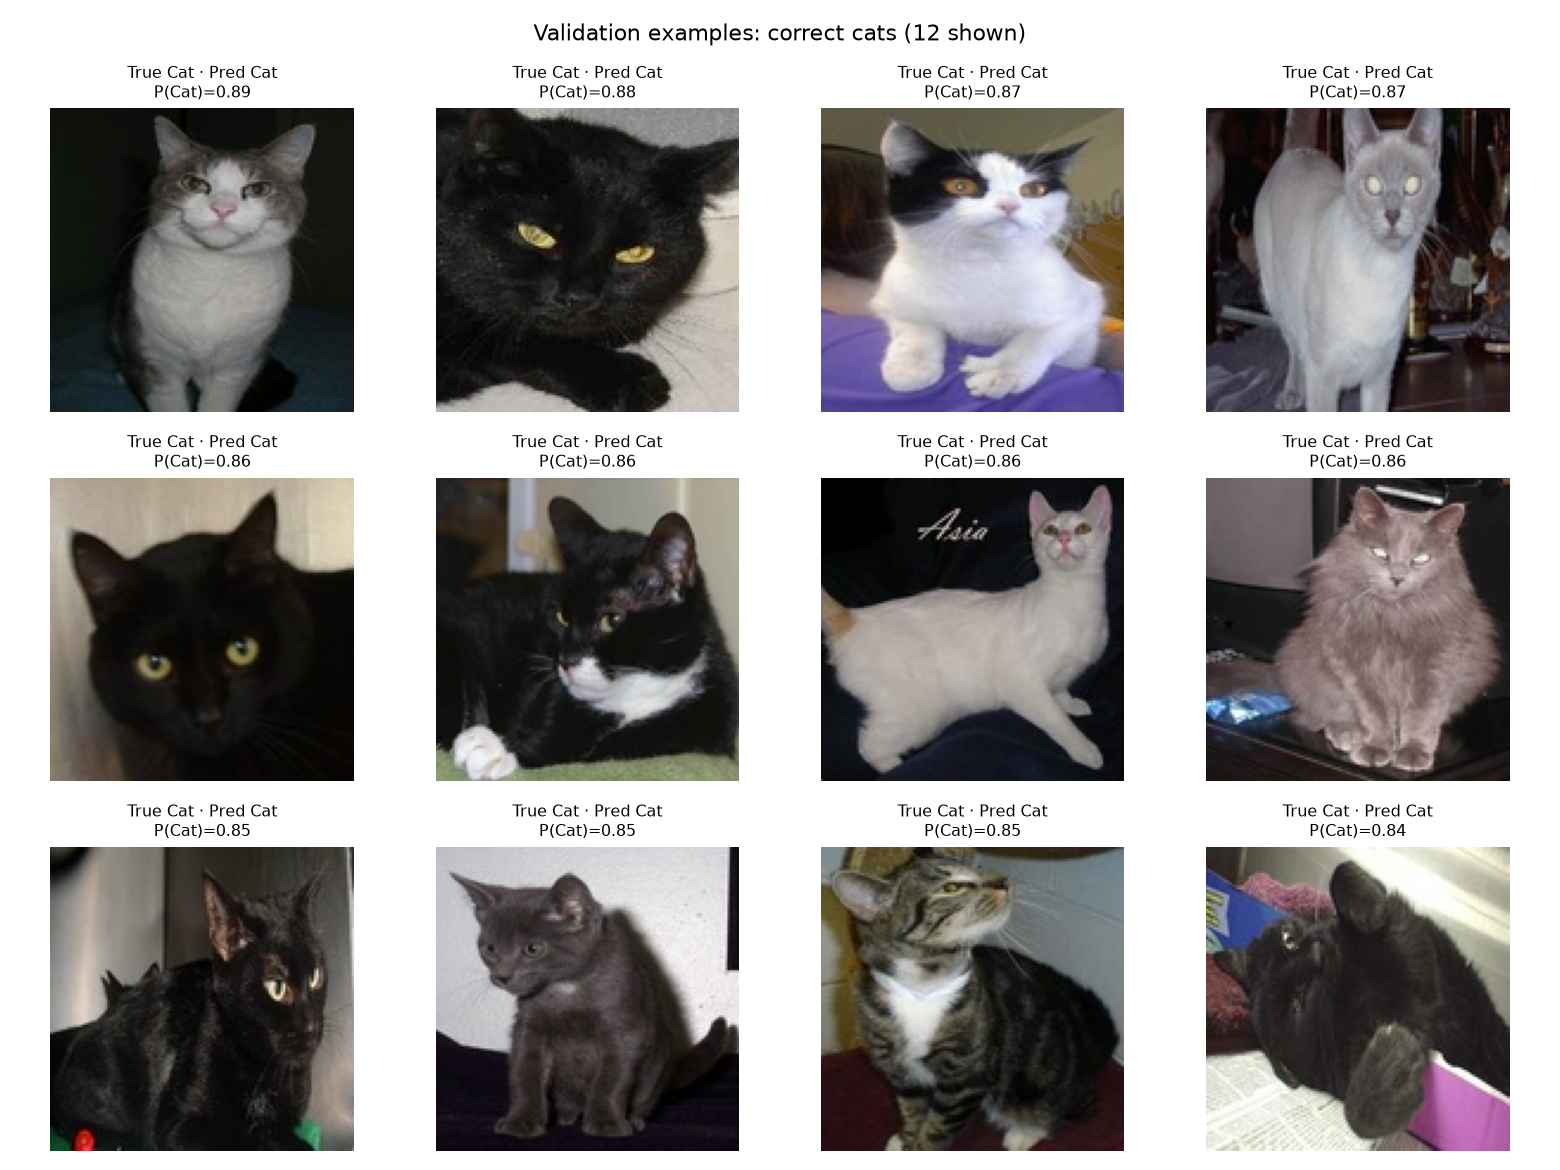 Validation examples: correct cats (12 shown)
True Cat · Pred Cat
P(Cat)=0.89
True Cat · Pred Cat
P(Cat)=0.88
True Cat · Pred Cat
P(Cat)=0.87
True Cat · Pred Cat
P(Cat)=0.87
True Cat · Pred Cat
P(Cat)=0.86
True Cat · Pred Cat
P(Cat)=0.86
True Cat · Pred Cat
P(Cat)=0.86
Asia
True Cat · Pred Cat
P(Cat)=0.86
True Cat · Pred Cat
P(Cat)=0.85
True Cat · Pred Cat
P(Cat)=0.85
True Cat · Pred Cat
P(Cat)=0.85
True Cat · Pred Cat
P(Cat)=0.84